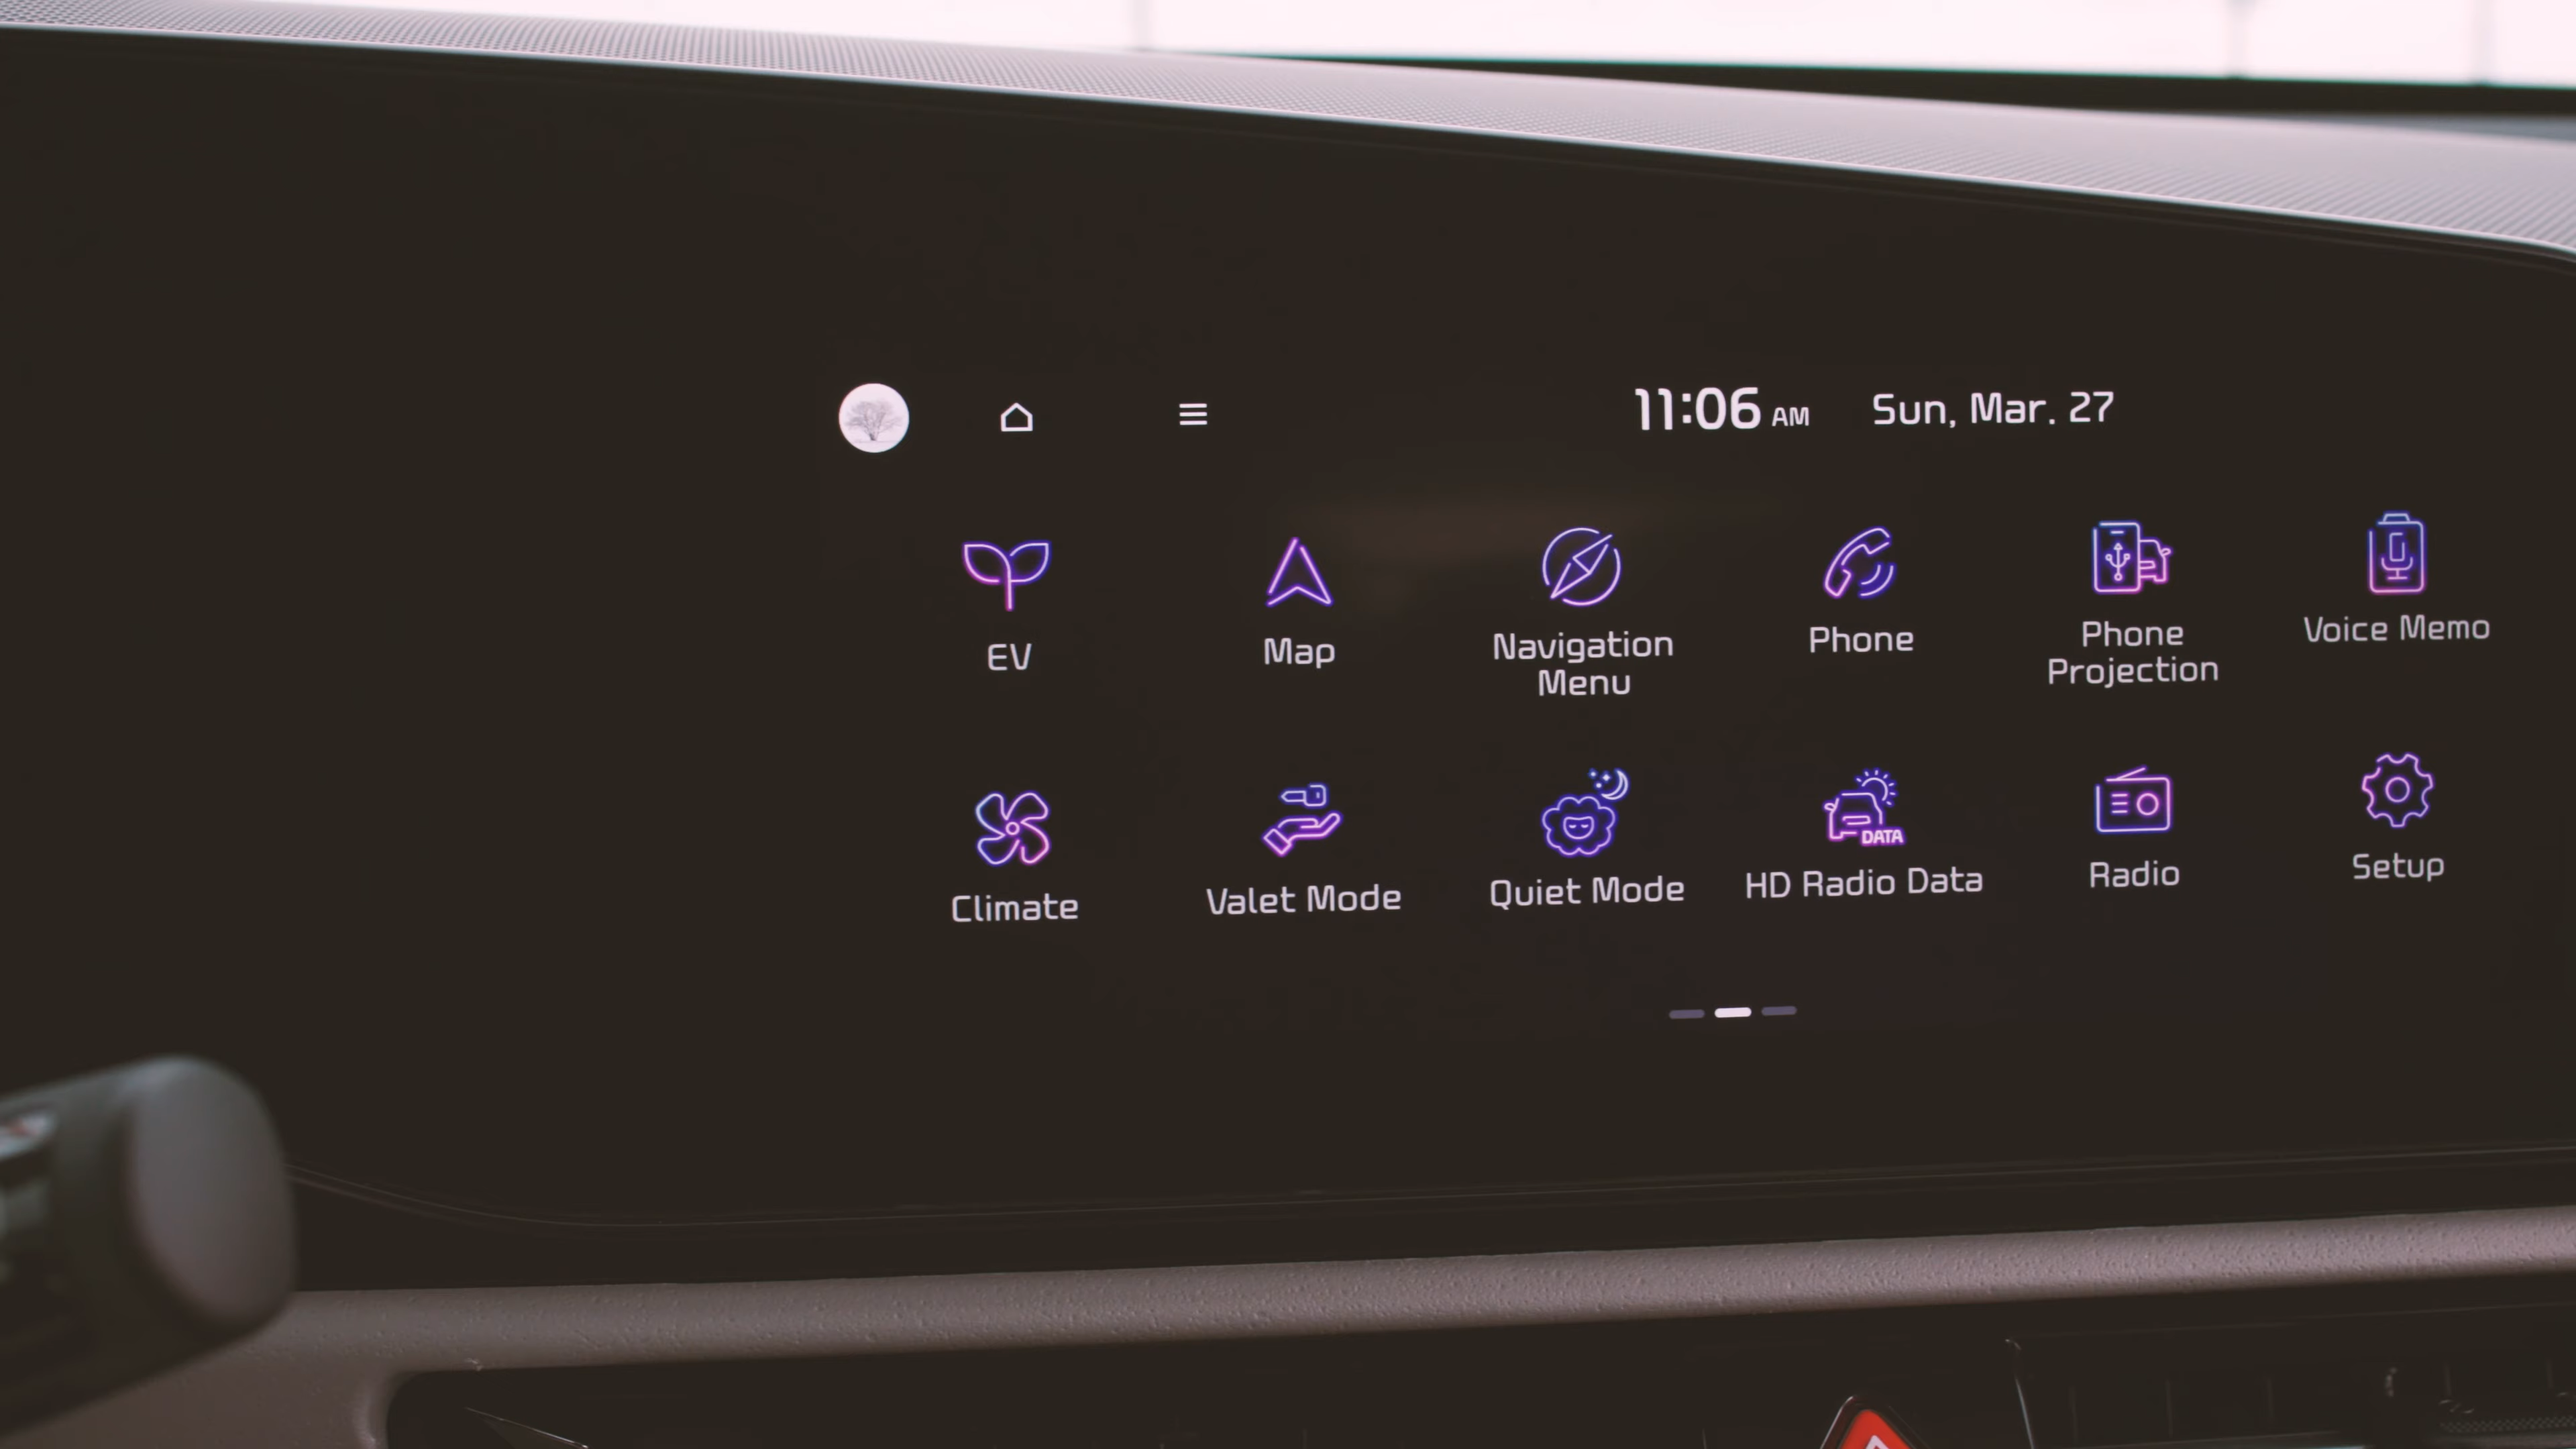 11:06 AM Sun, Mar. 27
EV
Map
Navigation
Menu
Phone
Phone
Projection
Voice Memo
Climate
Valet Mode
Quiet Mode
DATA
HD Radio Data
Radio
Setup